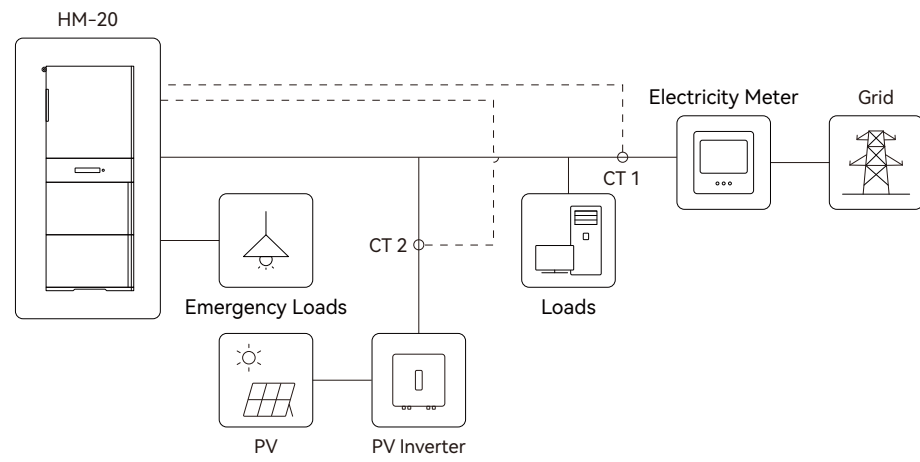 HM-20
Electricity Meter
Grid
CT 1
CT 2
Emergency Loads
Loads
PV
PV Inverter